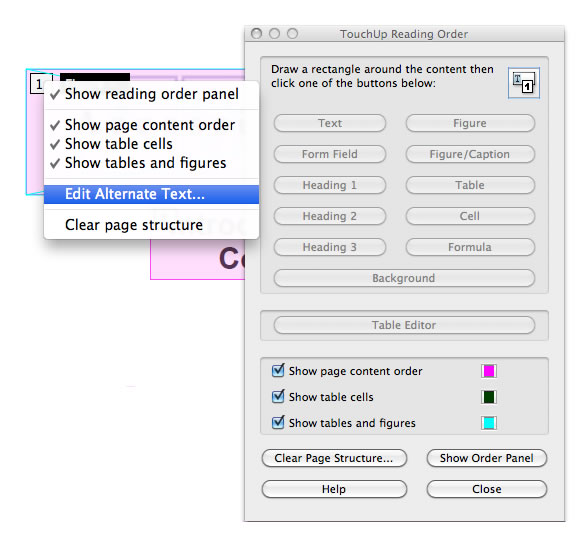 1
Show reading order panel
Show page content order
Show table cells
Show tables and figures
Edit Alternate Text...
Clear page structure
TouchUp Reading Order
Draw a rectangle around the content then
click one of the buttons below:
Text
Figure
Form Field
Figure/Caption
Heading 1
Table
Heading 2
Cell
Heading 3
Formula
Background
Table Editor
Show page content order
Show table cells
Show tables and figures
Clear Page Structure...
Show Order Panel
Help
Close